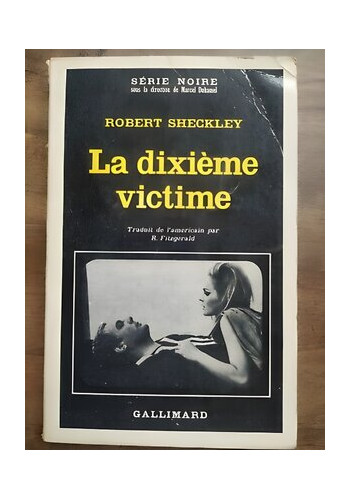 SÉRIE NOIRE
sous la direction de Marcel Duhamel
ROBERT SHECKLEY
La dixième
victime
Traduit de l'américain par
R. Fitzgerald
GALLIMARD